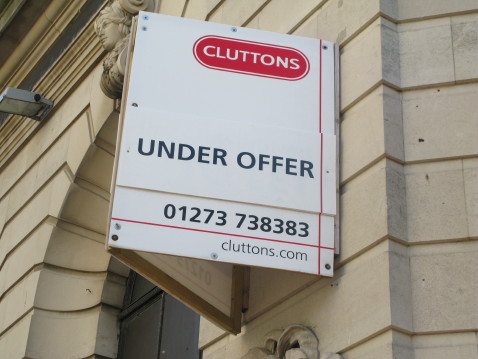 CLUTTONS
UNDER OFFER
01273 738383
cluttons.com